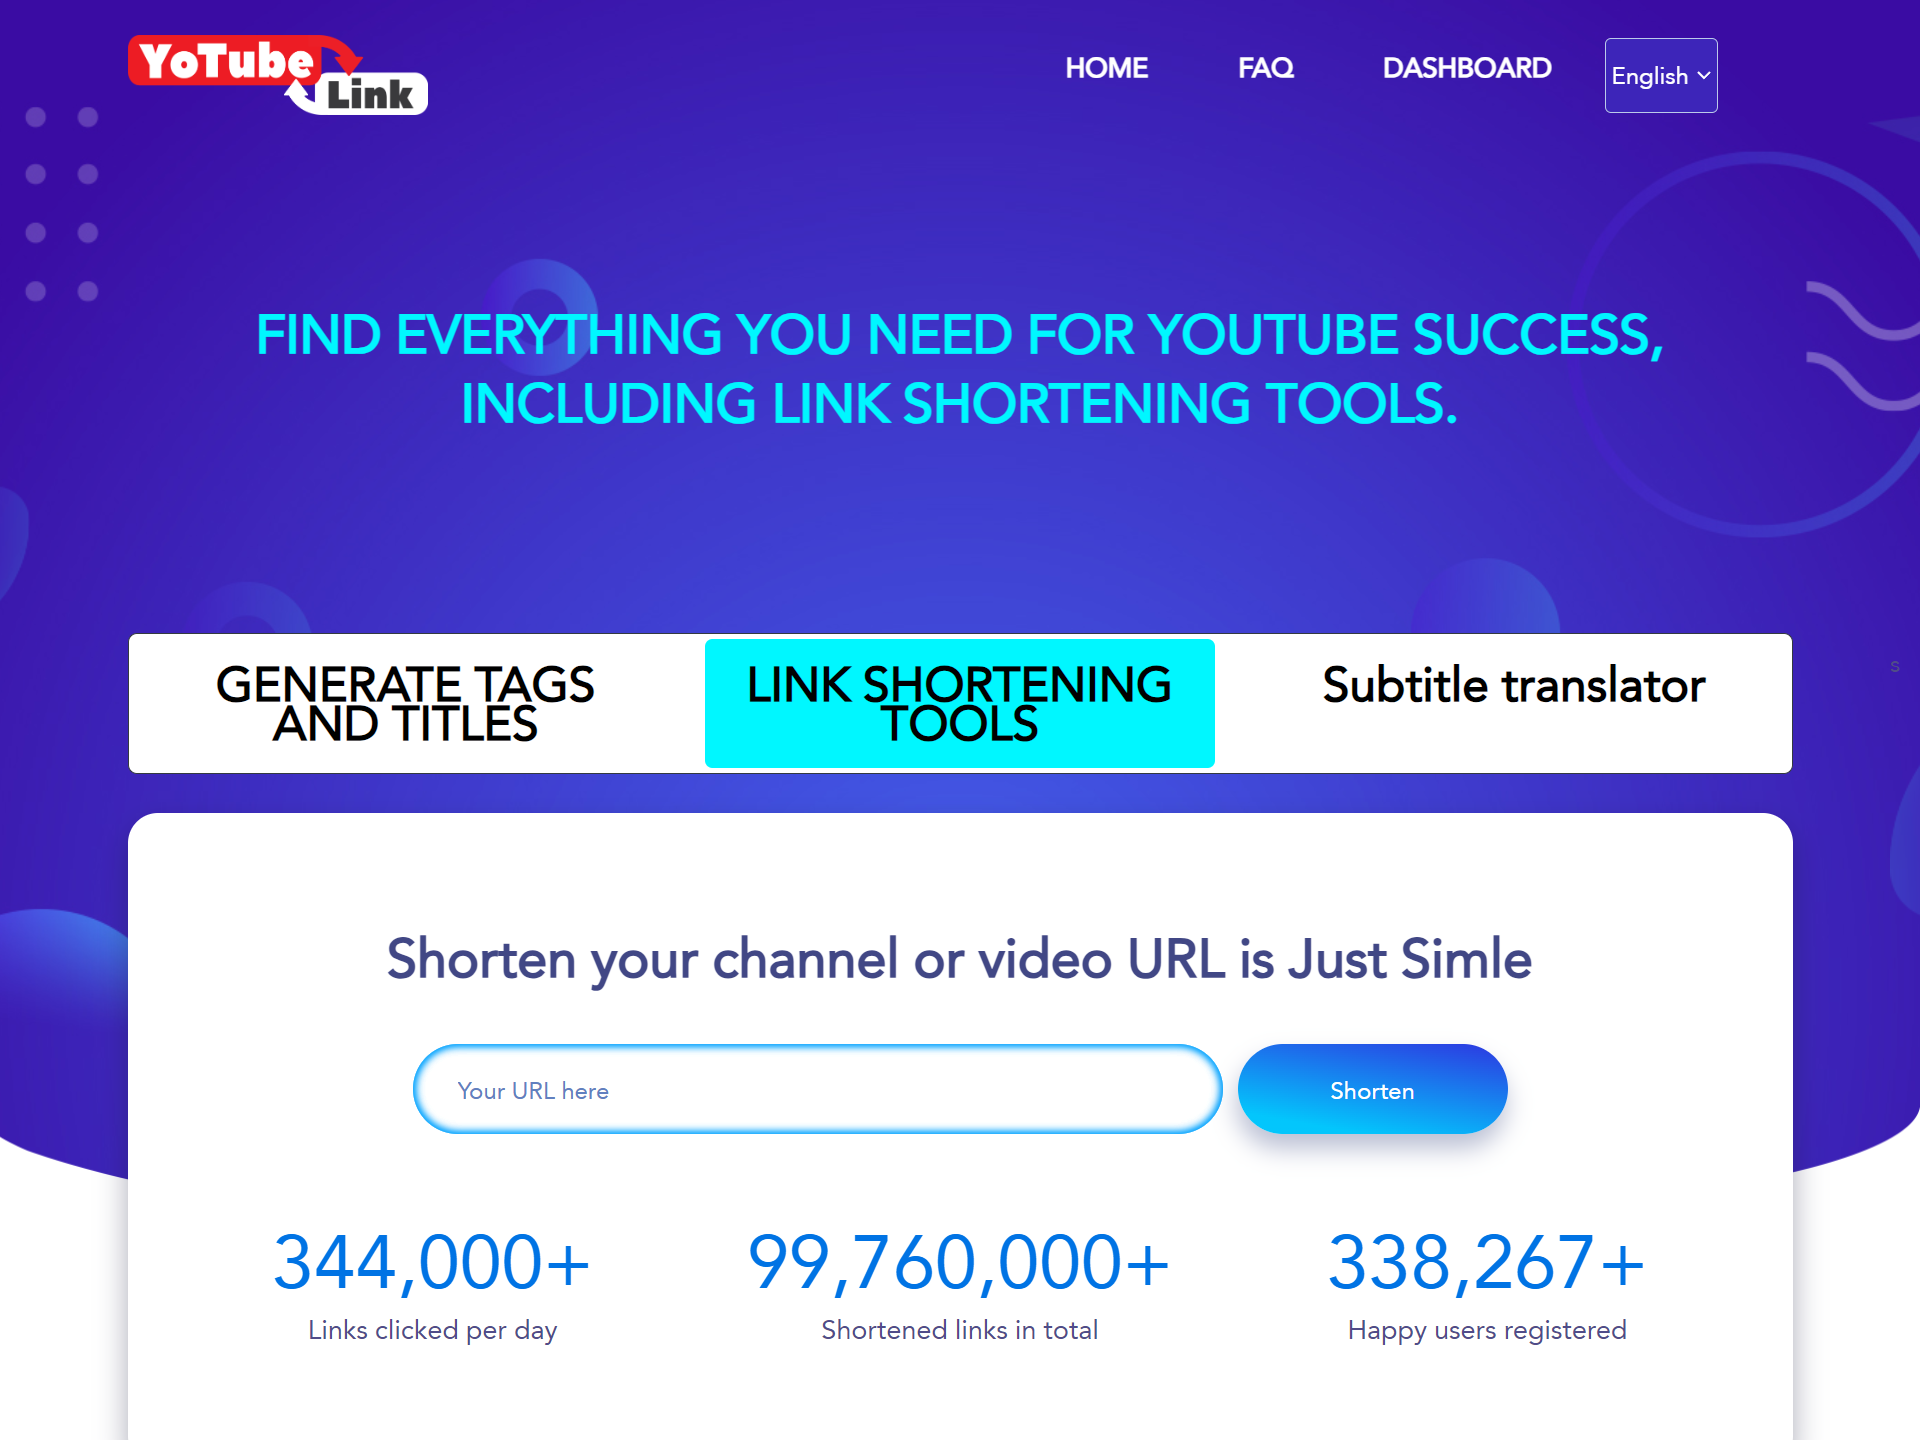 YoTube
Link
HOME
FAQ
DASHBOARD
English
FIND EVERYTHING YOU NEED FOR YOUTUBE SUCCESS,
INCLUDING LINK SHORTENING TOOLS.
GENERATE TAGS
AND TITLES
LINK SHORTENING
TOOLS
Subtitle translator
s
Shorten your channel or video URL is Just Simle
Your URL here
Shorten
344,000+
Links clicked per day
99,760,000+
Shortened links in total
338,267+
Happy users registered